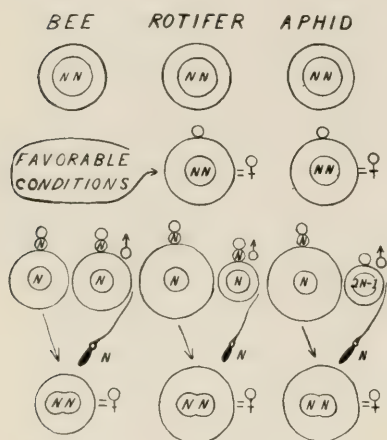 BEE ROTIFER APHID
NN NN NN
FAVORABLE
CONDITIONS
NN =♀ NN =♀
N N ♂ N N ♂ N ♂
N N N N N 2N-1
N N N
NN =♀ NN =♀ NN =♀